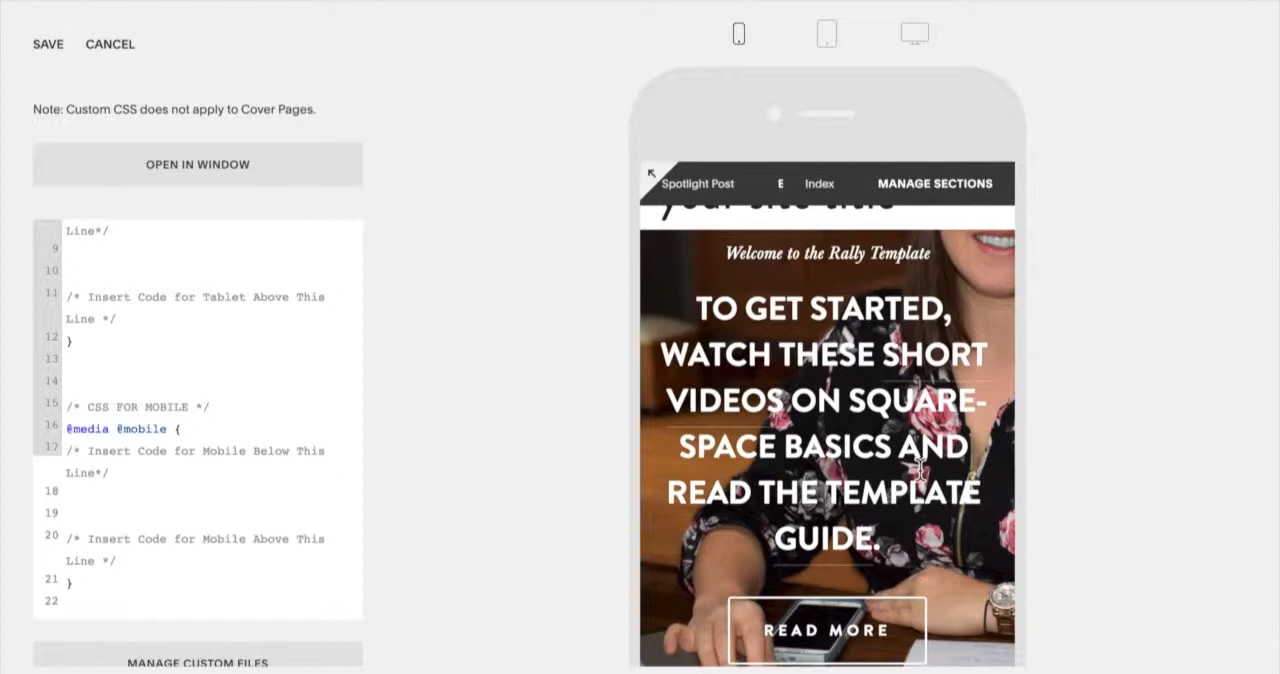 SAVE CANCEL
Note: Custom CSS does not apply to Cover Pages.
OPEN IN WINDOW
Line*/
9
10
11 /* Insert Code for Tablet Above This
Line */
12 }
13
14
15 /* CSS FOR MOBILE */
16 @media @mobile {
17 /* Insert Code for Mobile Below This
Line*/
18
19
20 /* Insert Code for Mobile Above This
Line */
21 }
22
MANAGE CUSTOM FILES
Spotlight Post E Index MANAGE SECTIONS
your site title
Welcome to the Rally Template
TO GET STARTED,
WATCH THESE SHORT
VIDEOS ON SQUARE-
SPACE BASICS AND
READ THE TEMPLATE
GUIDE.
READ MORE